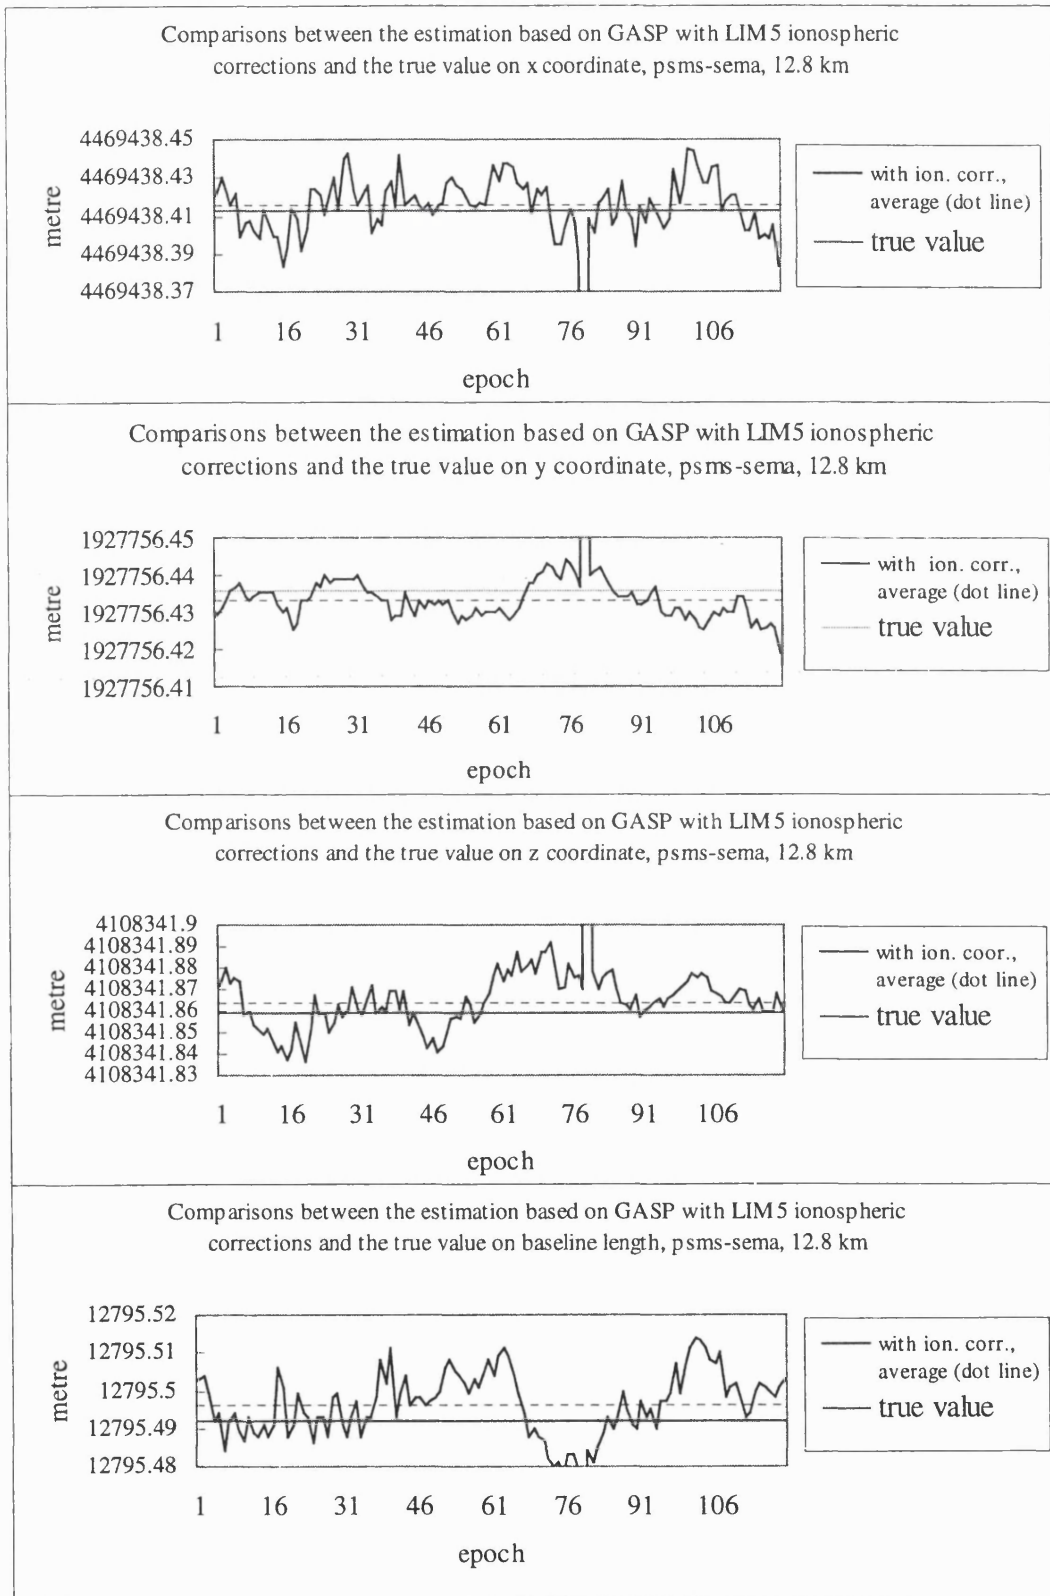 Comparisons between the estimation based on GASP with LIM5 ionospheric
corrections and the true value on x coordinate, psms-sema, 12.8 km
4469438.45
4469438.43
4469438.41
4469438.39
4469438.37
metre
1 16 31 46 61 76 91 106
epoch
with ion. corr.,
average (dot line)
true value
Comparisons between the estimation based on GASP with LIM5 ionospheric
corrections and the true value on y coordinate, psms-sema, 12.8 km
1927756.45
1927756.44
1927756.43
1927756.42
1927756.41
metre
1 16 31 46 61 76 91 106
epoch
with ion. corr.,
average (dot line)
true value
Comparisons between the estimation based on GASP with LIM5 ionospheric
corrections and the true value on z coordinate, psms-sema, 12.8 km
4108341.9
4108341.89
4108341.88
4108341.87
4108341.86
4108341.85
4108341.84
4108341.83
metre
1 16 31 46 61 76 91 106
epoch
with ion. coor.,
average (dot line)
true value
Comparisons between the estimation based on GASP with LIM5 ionospheric
corrections and the true value on baseline length, psms-sema, 12.8 km
12795.52
12795.51
12795.5
12795.49
12795.48
metre
1 16 31 46 61 76 91 106
epoch
with ion. corr.,
average (dot line)
true value